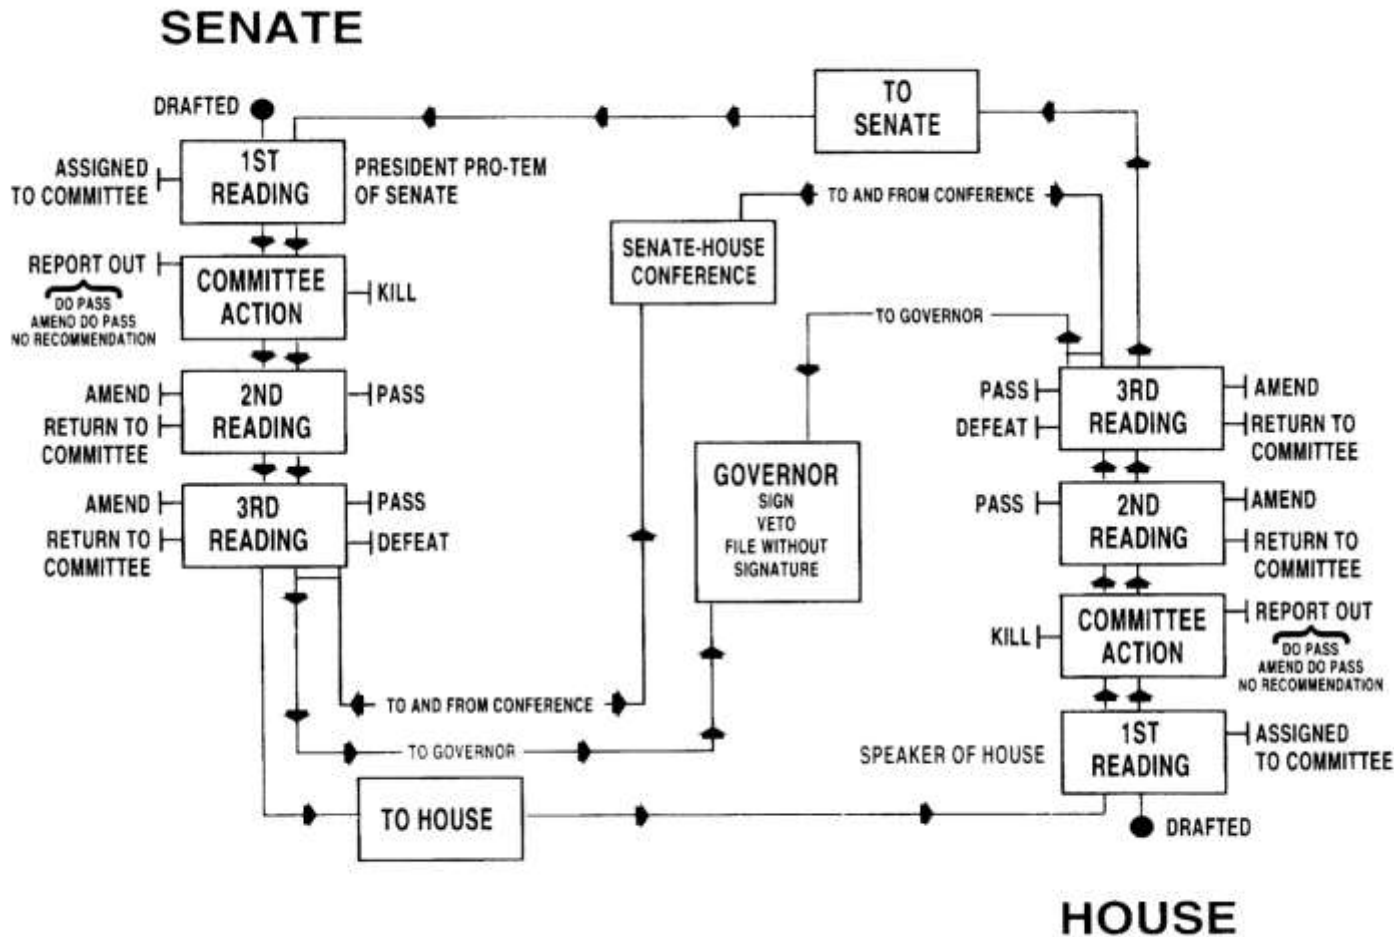 SENATE
DRAFTED
1ST
READING
ASSIGNED
TO COMMITTEE
PRESIDENT PRO-TEM
OF SENATE
REPORT OUT
DO PASS
AMEND DO PASS
NO RECOMMENDATION
COMMITTEE
ACTION
KILL
AMEND
RETURN TO
COMMITTEE
2ND
READING
PASS
AMEND
RETURN TO
COMMITTEE
3RD
READING
PASS
DEFEAT
TO
SENATE
TO AND FROM CONFERENCE
SENATE-HOUSE
CONFERENCE
TO GOVERNOR
GOVERNOR
SIGN
VETO
FILE WITHOUT
SIGNATURE
TO AND FROM CONFERENCE
TO GOVERNOR
TO HOUSE
PASS
DEFEAT
3RD
READING
AMEND
RETURN TO
COMMITTEE
PASS
2ND
READING
AMEND
RETURN TO
COMMITTEE
KILL
COMMITTEE
ACTION
REPORT OUT
DO PASS
AMEND DO PASS
NO RECOMMENDATION
SPEAKER OF HOUSE
1ST
READING
ASSIGNED
TO COMMITTEE
DRAFTED
HOUSE